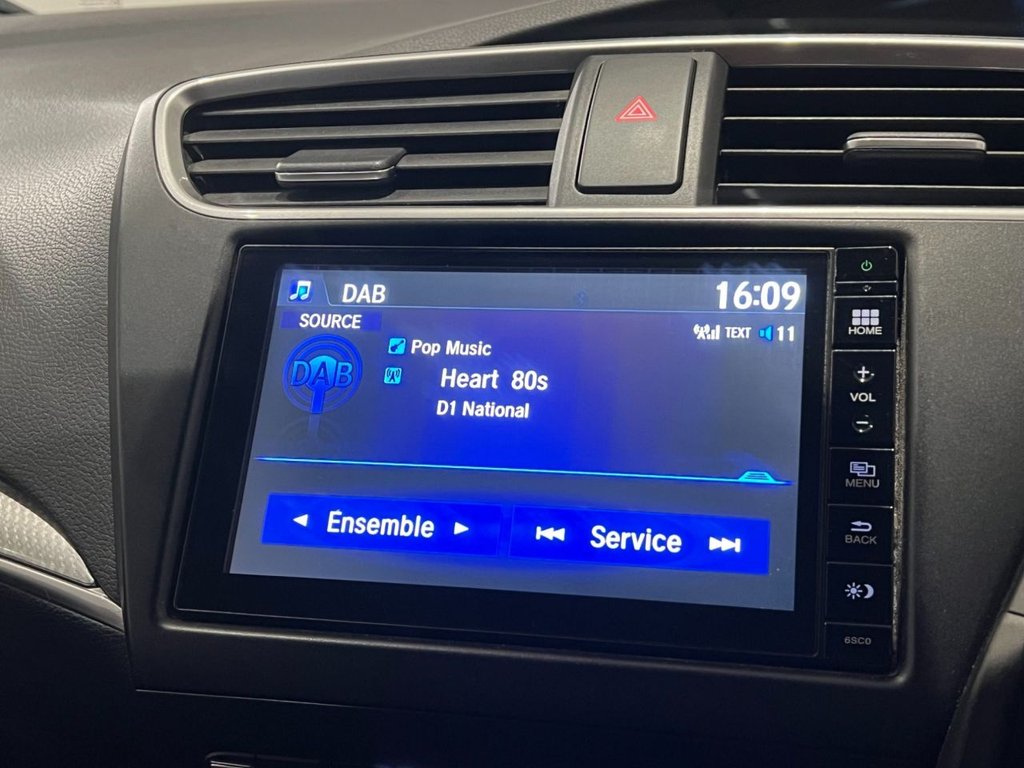 DAB
16:09
SOURCE
TEXT 11
DAB
Pop Music
Heart 80s
D1 National
Ensemble
Service
HOME
+
VOL
−
MENU
BACK
6SC0